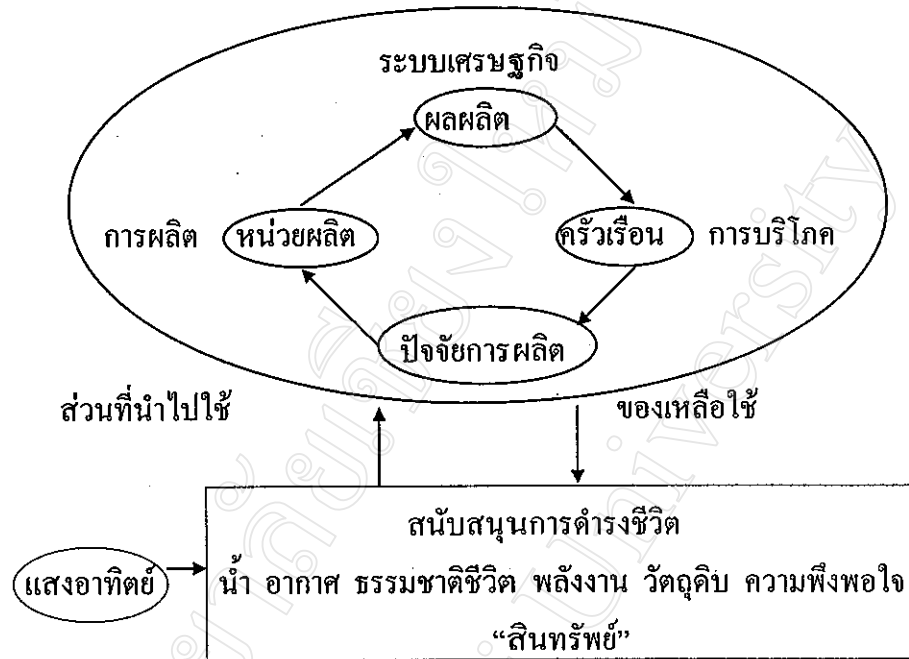 ระบบเศรษฐกิจ
ผลผลิต
การผลิต หน่วยผลิต ครัวเรือน การบริโภค
ปัจจัยการผลิต
ส่วนที่นำไปใช้ ของเหลือใช้
สนับสนุนการดำรงชีวิต
แสงอาทิตย์ น้ำ อากาศ ธรรมชาติชีวิต พลังงาน วัตถุดิบ ความพึงพอใจ
“สินทรัพย์”
University